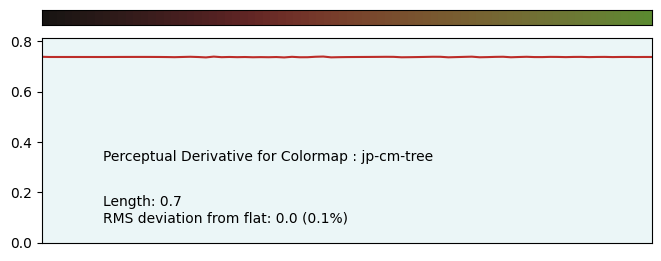 0.8
0.6
0.4
0.2
0.0
Perceptual Derivative for Colormap : jp-cm-tree
Length: 0.7
RMS deviation from flat: 0.0 (0.1%)